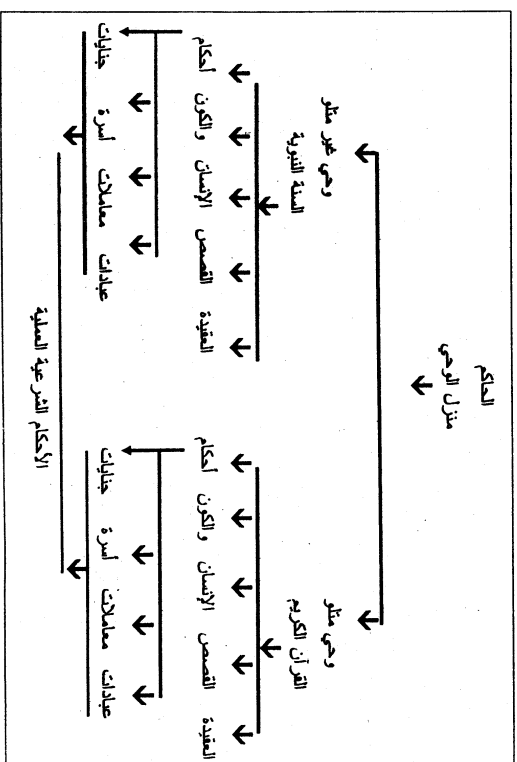 الحاكم
منزل الوحي
وحي متلو وحي غير متلو
القرآن الكريم السنة النبوية
العقيدة القصص الإنسان والكون أحكام العقيدة القصص الإنسان والكون أحكام
عبادات معاملات أسرة جنايات عبادات معاملات أسرة جنايات
الأحكام الشرعية العملية